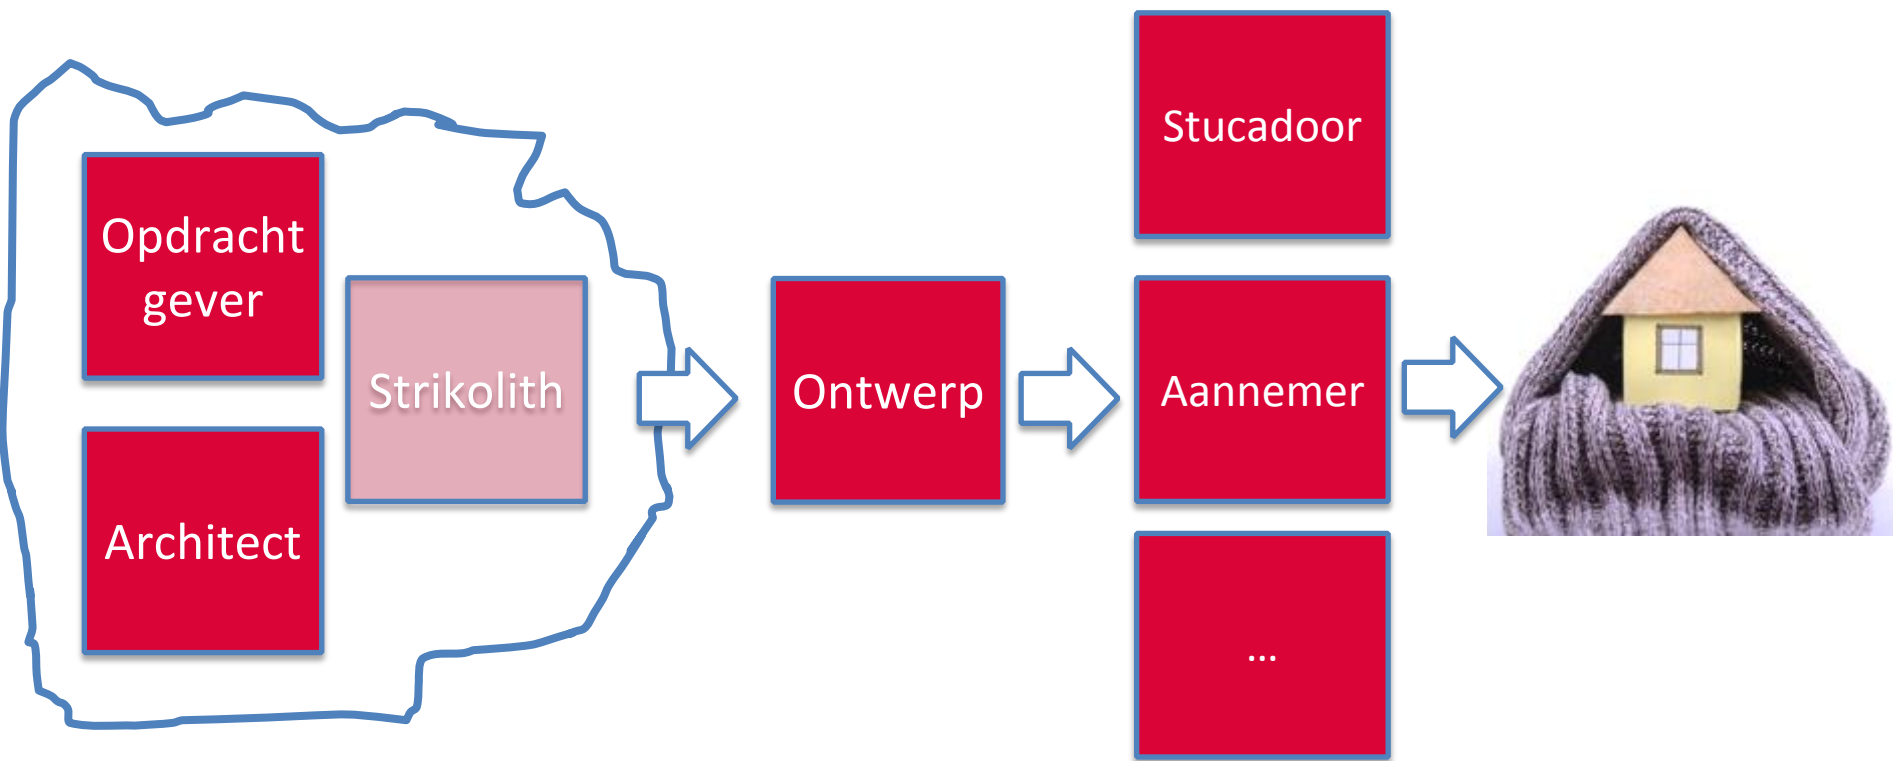 Opdracht
gever
Architect
Strikolith
Ontwerp
Stucadoor
Aannemer
...